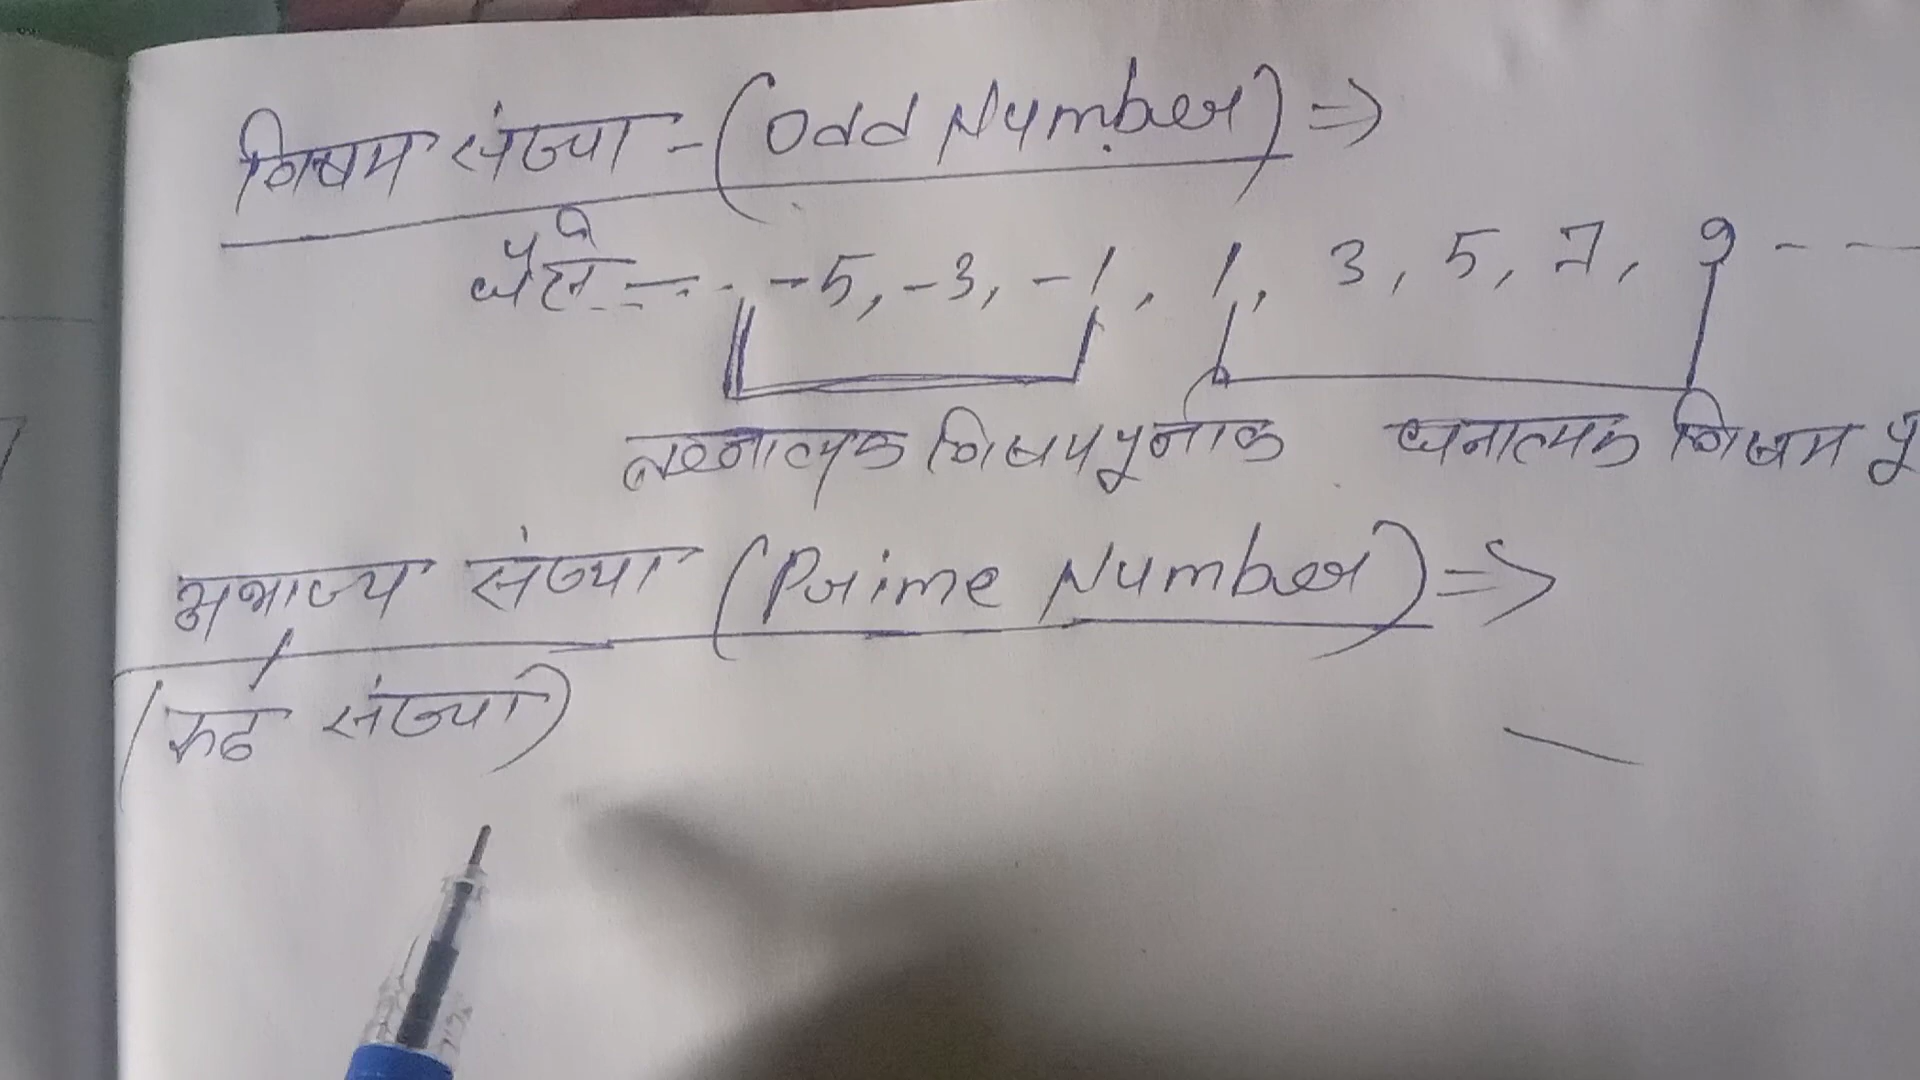 विषम संख्या - (Odd Number) ⇒
जैसे --- -5, -3, -1, 1, 3, 5, 7, 9 ---
ऋणात्मक विषम पूर्नाक धनात्मक विषम पू
अभाज्य संख्या (Prime Number) ⇒
(रूढ संख्या)